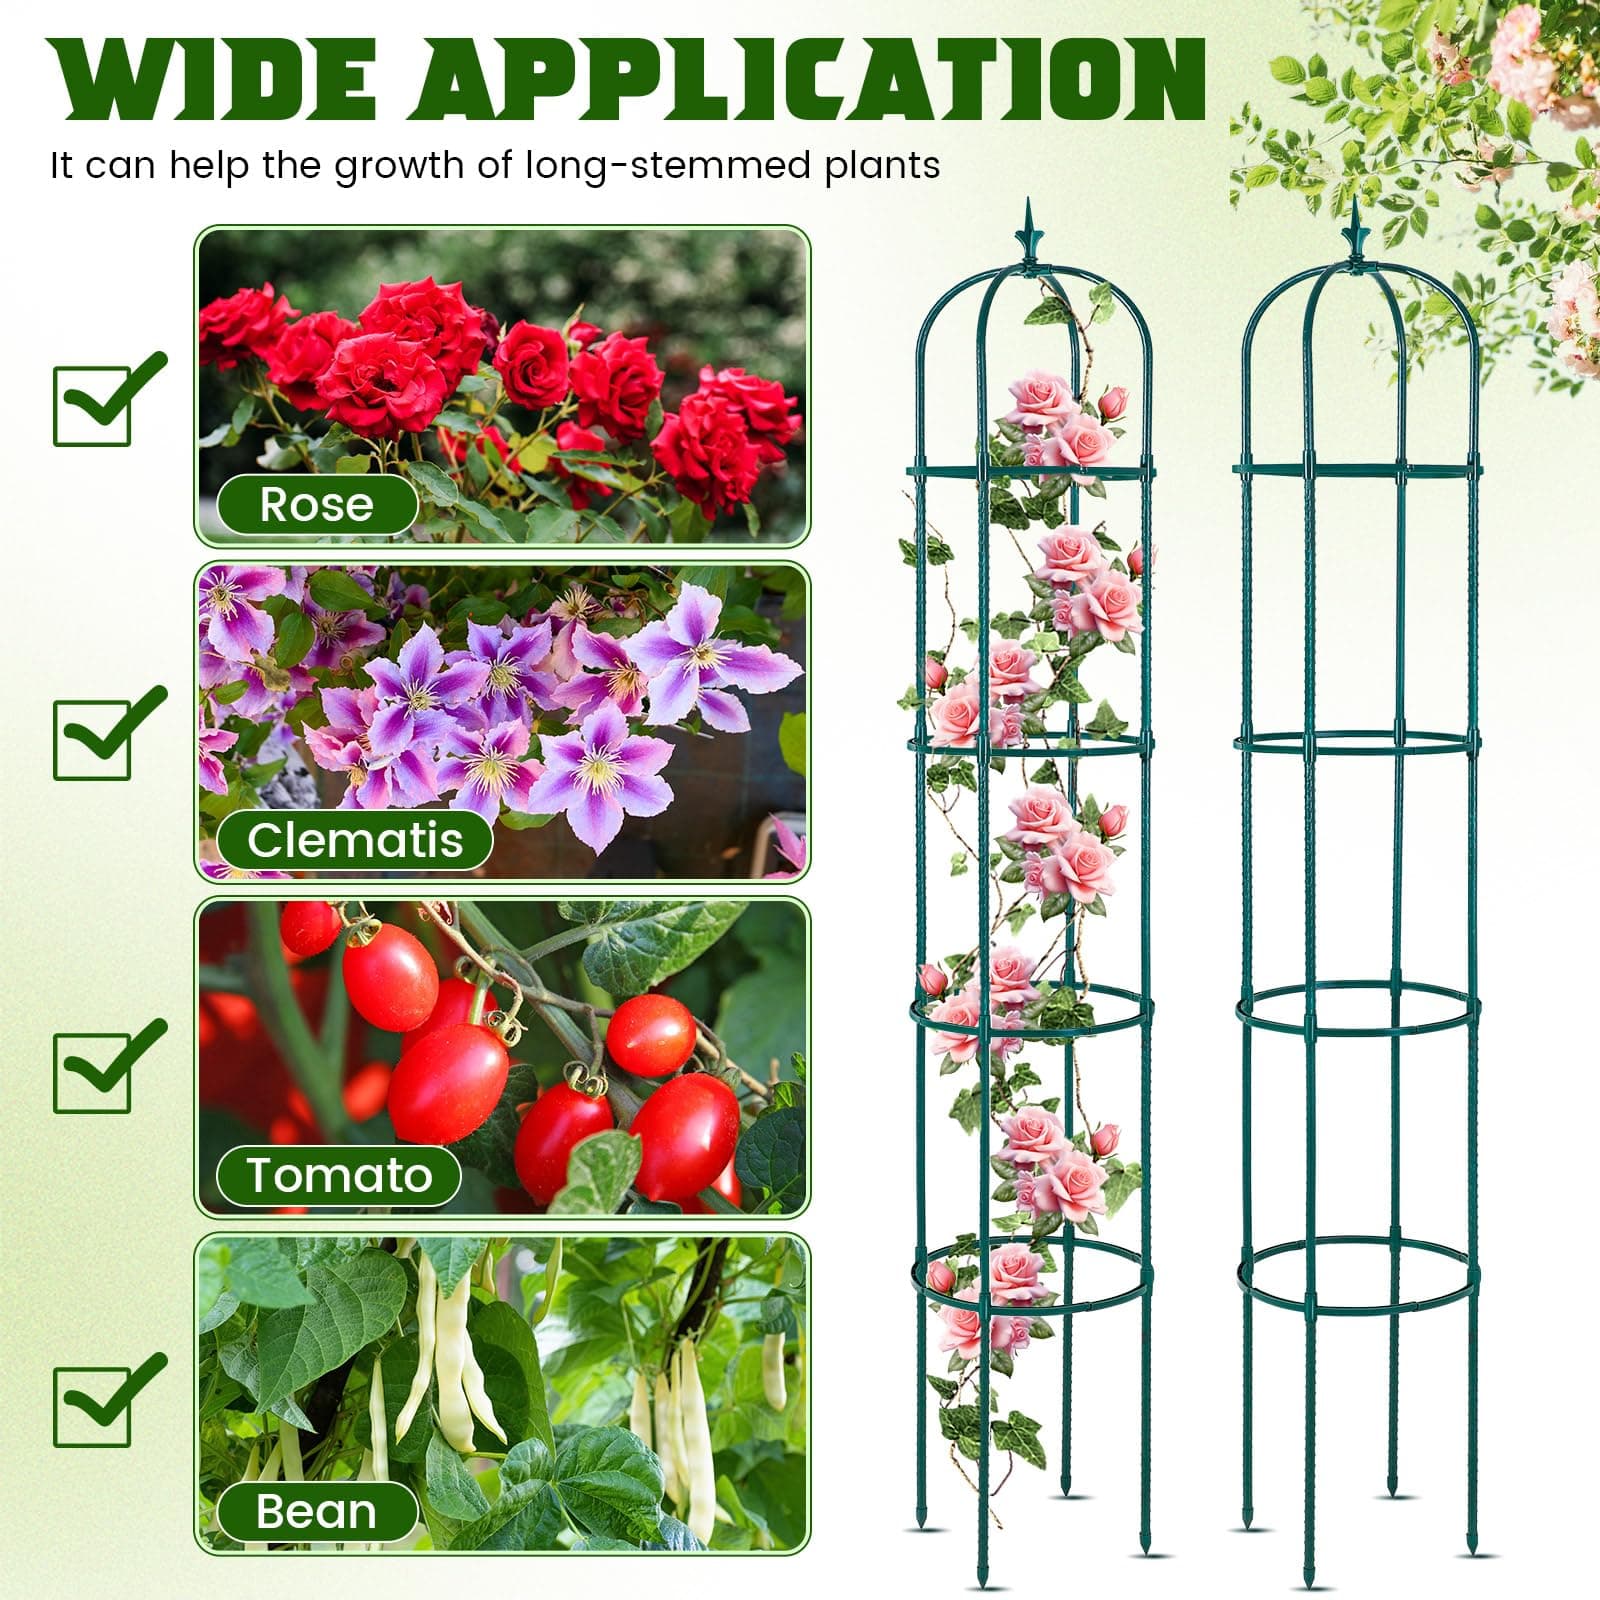 WIDE APPLICATION
It can help the growth of long-stemmed plants
Rose
Clematis
Tomato
Bean